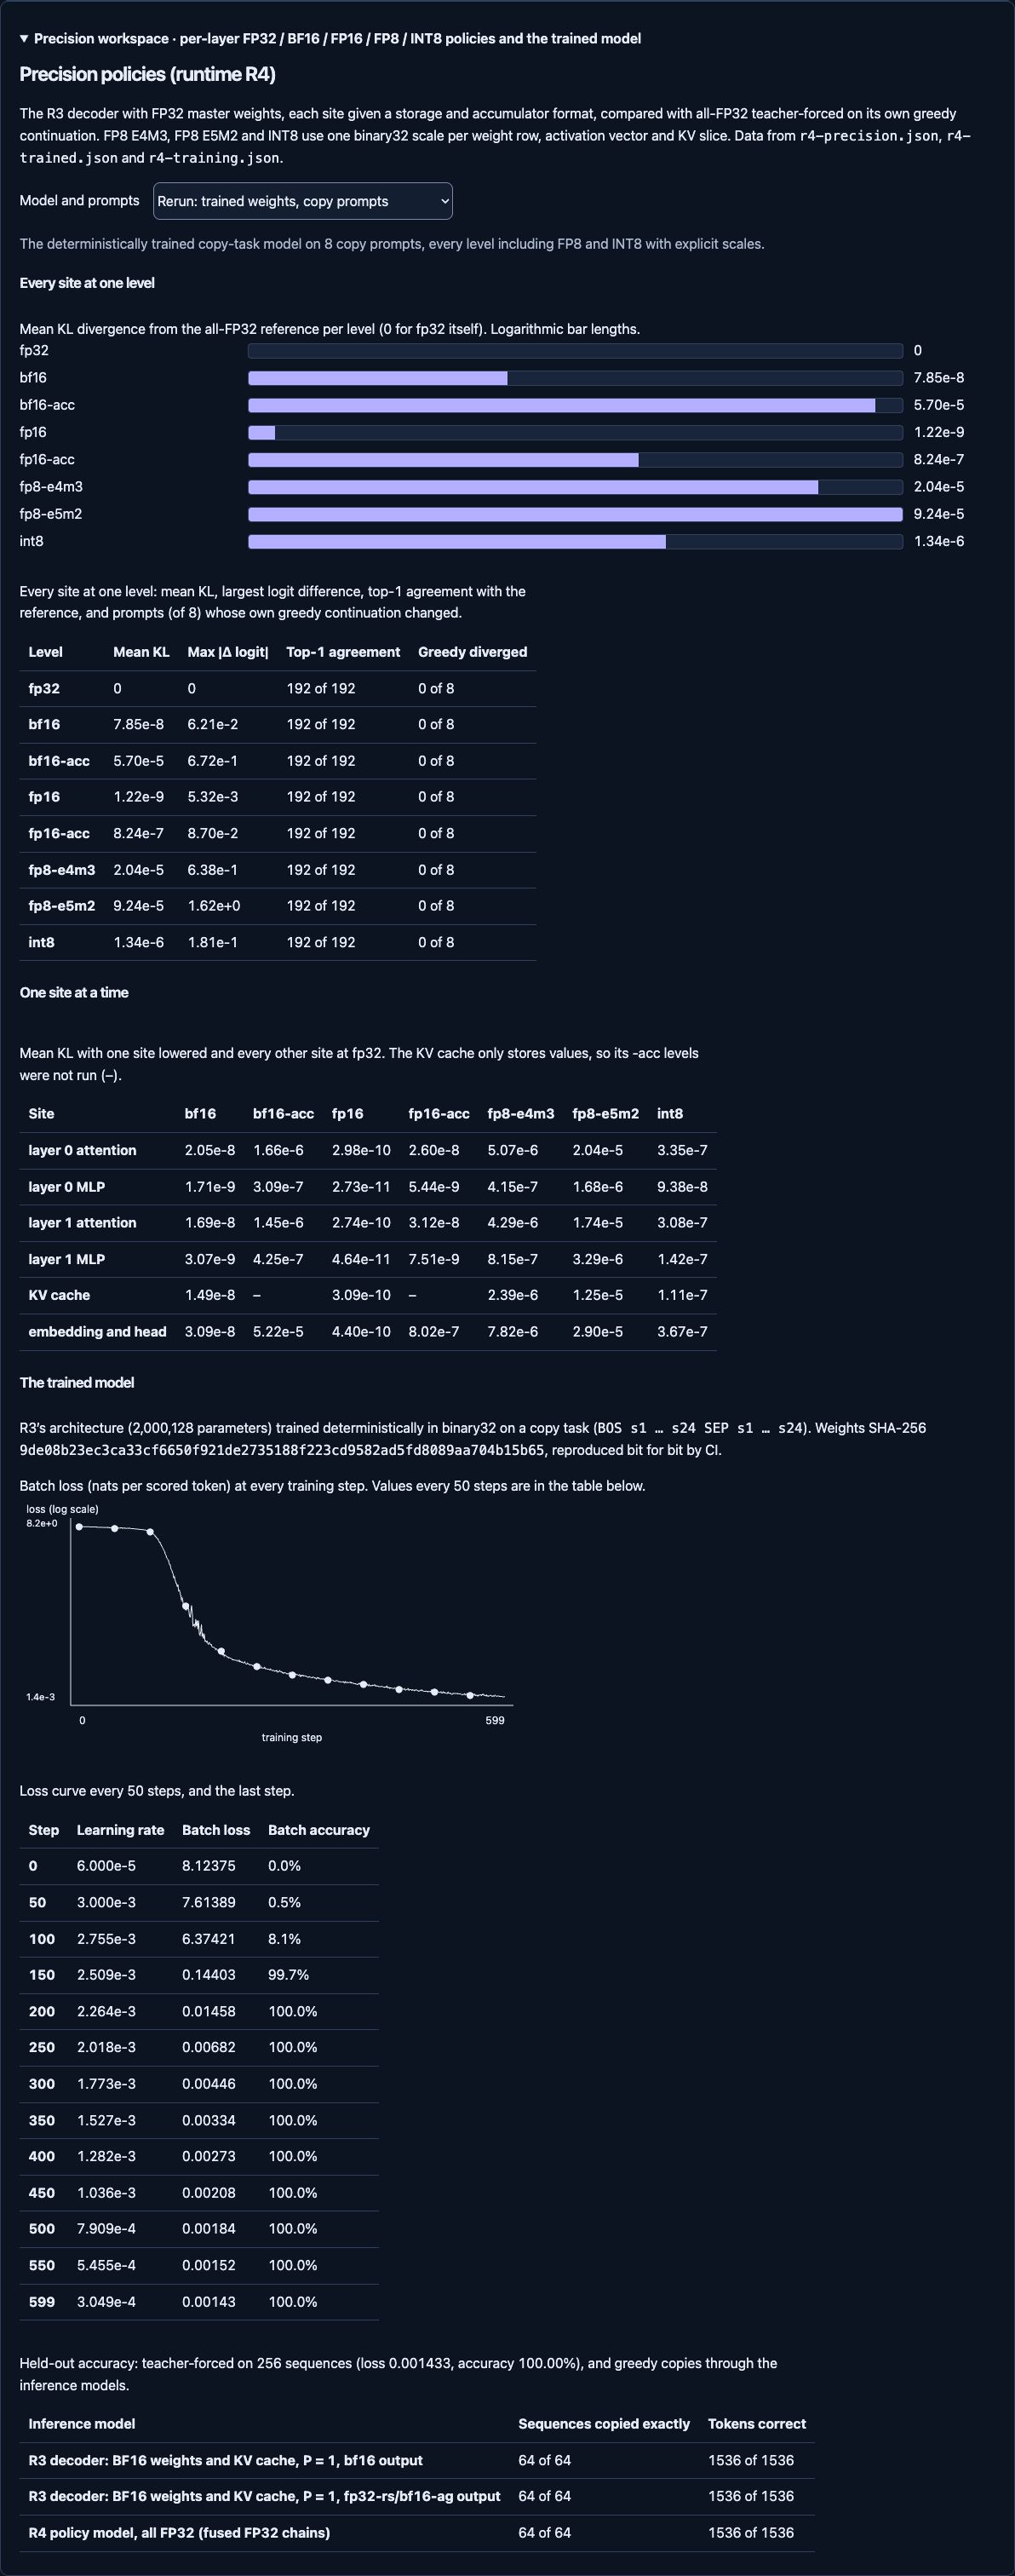 ▼ Precision workspace · per-layer FP32 / BF16 / FP16 / FP8 / INT8 policies and the trained model
Precision policies (runtime R4)
The R3 decoder with FP32 master weights, each site given a storage and accumulator format, compared with all-FP32 teacher-forced on its own greedy
continuation. FP8 E4M3, FP8 E5M2 and INT8 use one binary32 scale per weight row, activation vector and KV slice. Data from r4-precision.json, r4-
trained.json and r4-training.json.
Model and prompts Rerun: trained weights, copy prompts
The deterministically trained copy-task model on 8 copy prompts, every level including FP8 and INT8 with explicit scales.
Every site at one level
Mean KL divergence from the all-FP32 reference per level (0 for fp32 itself). Logarithmic bar lengths.
fp32 0
bf16 7.85e-8
bf16-acc 5.70e-5
fp16 1.22e-9
fp16-acc 8.24e-7
fp8-e4m3 2.04e-5
fp8-e5m2 9.24e-5
int8 1.34e-6
Every site at one level: mean KL, largest logit difference, top-1 agreement with the
reference, and prompts (of 8) whose own greedy continuation changed.
Level Mean KL Max |Δ logit| Top-1 agreement Greedy diverged
fp32 0 0 192 of 192 0 of 8
bf16 7.85e-8 6.21e-2 192 of 192 0 of 8
bf16-acc 5.70e-5 6.72e-1 192 of 192 0 of 8
fp16 1.22e-9 5.32e-3 192 of 192 0 of 8
fp16-acc 8.24e-7 8.70e-2 192 of 192 0 of 8
fp8-e4m3 2.04e-5 6.38e-1 192 of 192 0 of 8
fp8-e5m2 9.24e-5 1.62e+0 192 of 192 0 of 8
int8 1.34e-6 1.81e-1 192 of 192 0 of 8
One site at a time
Mean KL with one site lowered and every other site at fp32. The KV cache only stores values, so its -acc levels
were not run (–).
Site bf16 bf16-acc fp16 fp16-acc fp8-e4m3 fp8-e5m2 int8
layer 0 attention 2.05e-8 1.66e-6 2.98e-10 2.60e-8 5.07e-6 2.04e-5 3.35e-7
layer 0 MLP 1.71e-9 3.09e-7 2.73e-11 5.44e-9 4.15e-7 1.68e-6 9.38e-8
layer 1 attention 1.69e-8 1.45e-6 2.74e-10 3.12e-8 4.29e-6 1.74e-5 3.08e-7
layer 1 MLP 3.07e-9 4.25e-7 4.64e-11 7.51e-9 8.15e-7 3.29e-6 1.42e-7
KV cache 1.49e-8 – 3.09e-10 – 2.39e-6 1.25e-5 1.11e-7
embedding and head 3.09e-8 5.22e-5 4.40e-10 8.02e-7 7.82e-6 2.90e-5 3.67e-7
The trained model
R3’s architecture (2,000,128 parameters) trained deterministically in binary32 on a copy task (BOS s1 … s24 SEP s1 … s24). Weights SHA-256
9de08b23ec3ca33cf6650f921de2735188f223cd9582ad5fd8089aa704b15b65, reproduced bit for bit by CI.
Batch loss (nats per scored token) at every training step. Values every 50 steps are in the table below.
loss (log scale)
8.2e+0
1.4e-3
0 599
training step
Loss curve every 50 steps, and the last step.
Step Learning rate Batch loss Batch accuracy
0 6.000e-5 8.12375 0.0%
50 3.000e-3 7.61389 0.5%
100 2.755e-3 6.37421 8.1%
150 2.509e-3 0.14403 99.7%
200 2.264e-3 0.01458 100.0%
250 2.018e-3 0.00682 100.0%
300 1.773e-3 0.00446 100.0%
350 1.527e-3 0.00334 100.0%
400 1.282e-3 0.00273 100.0%
450 1.036e-3 0.00208 100.0%
500 7.909e-4 0.00184 100.0%
550 5.455e-4 0.00152 100.0%
599 3.049e-4 0.00143 100.0%
Held-out accuracy: teacher-forced on 256 sequences (loss 0.001433, accuracy 100.00%), and greedy copies through the
inference models.
Inference model Sequences copied exactly Tokens correct
R3 decoder: BF16 weights and KV cache, P = 1, bf16 output 64 of 64 1536 of 1536
R3 decoder: BF16 weights and KV cache, P = 1, fp32-rs/bf16-ag output 64 of 64 1536 of 1536
R4 policy model, all FP32 (fused FP32 chains) 64 of 64 1536 of 1536